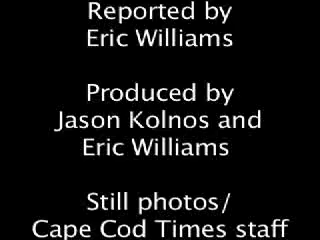 Reported by
Eric Williams
Produced by
Jason Kolnos and
Eric Williams
Still photos/
Cape Cod Times staff